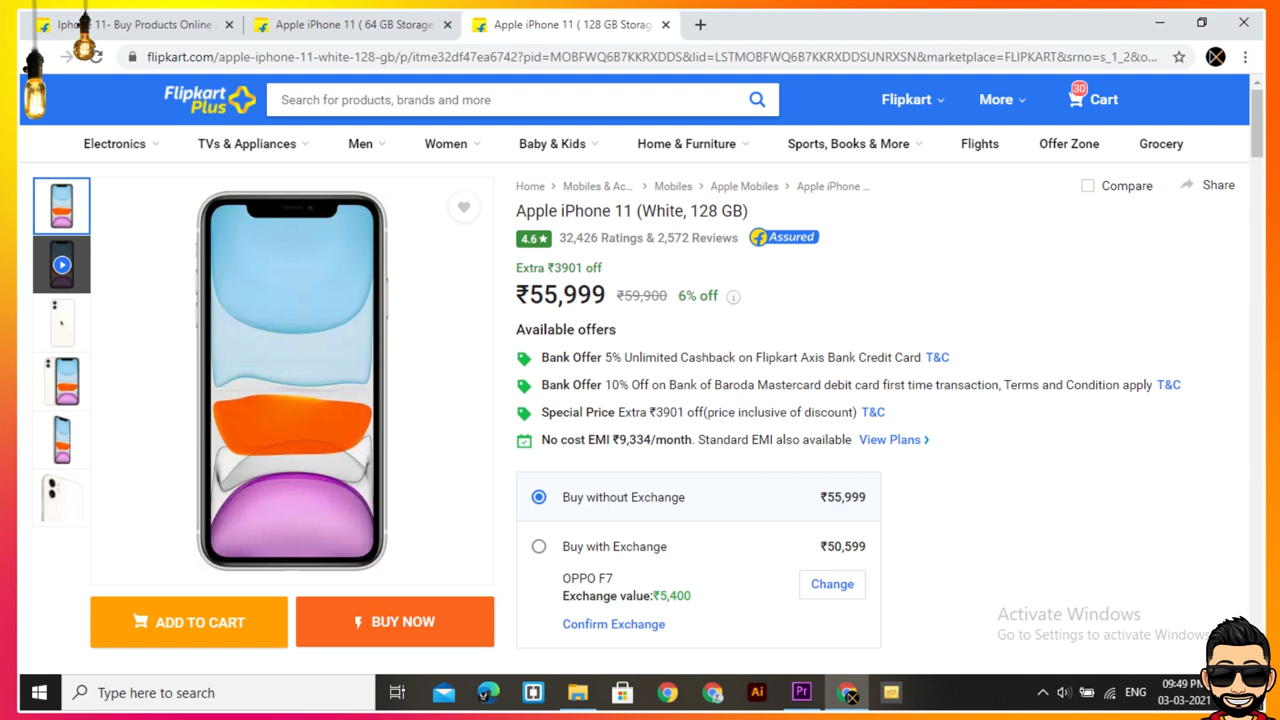 Iph 11- Buy Products Online
Apple iPhone 11 ( 64 GB Storage
Apple iPhone 11 ( 128 GB Storag
flipkart.com/apple-iphone-11-white-128-gb/p/itme32df47ea6742?pid=MOBFWQ6B7KKRXDDS&lid=LSTMOBFWQ6B7KKRXDDSUNRXSN&marketplace=FLIPKART&srno=s_1_2&o...
Flipkart
Plus
Search for products, brands and more
Flipkart
More
30
Cart
Electronics
TVs & Appliances
Men
Women
Baby & Kids
Home & Furniture
Sports, Books & More
Flights
Offer Zone
Grocery
Home > Mobiles & Ac... > Mobiles > Apple Mobiles > Apple iPhone ...
Compare
Share
Apple iPhone 11 (White, 128 GB)
4.6★ 32,426 Ratings & 2,572 Reviews Assured
Extra ₹3901 off
₹55,999 ₹59,900 6% off
Available offers
Bank Offer 5% Unlimited Cashback on Flipkart Axis Bank Credit Card T&C
Bank Offer 10% Off on Bank of Baroda Mastercard debit card first time transaction, Terms and Condition apply T&C
Special Price Extra ₹3901 off(price inclusive of discount) T&C
No cost EMI ₹9,334/month. Standard EMI also available View Plans >
Buy without Exchange ₹55,999
Buy with Exchange ₹50,599
OPPO F7
Exchange value:₹5,400
Change
Confirm Exchange
ADD TO CART
BUY NOW
Activate Windows
Go to Settings to activate Windows
Type here to search
Ai
Pr
ENG
09:49
03-03-2021